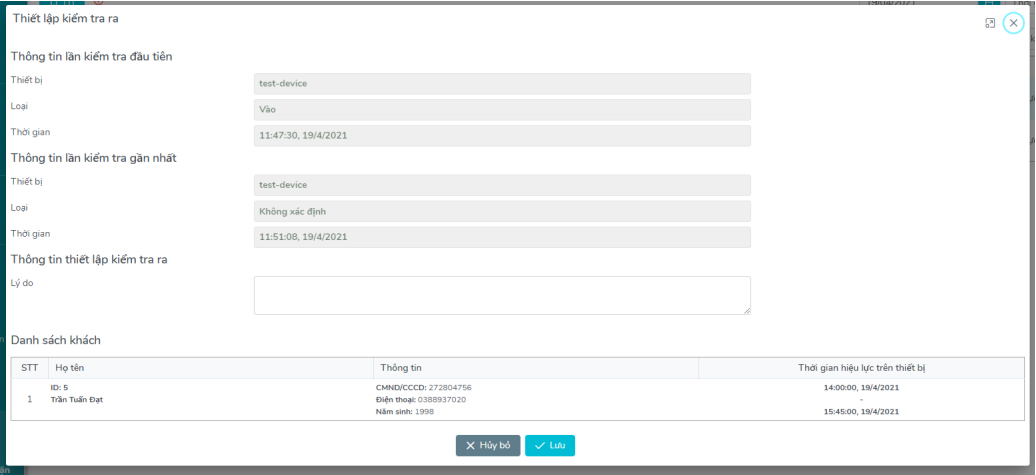 19/04/2021
Thiết lập kiểm tra ra
Thông tin lần kiểm tra đầu tiên
Thiết bị
test-device
Loại
Vào
Thời gian
11:47:30, 19/4/2021
Thông tin lần kiểm tra gần nhất
Thiết bị
test-device
Loại
Không xác định
Thời gian
11:51:08, 19/4/2021
Thông tin thiết lập kiểm tra ra
Lý do
Danh sách khách
STT Họ tên Thông tin Thời gian hiệu lực trên thiết bị
ID: 5 CMND/CCCD: 272804756 14:00:00, 19/4/2021
1 Trần Tuấn Đạt Điện thoại: 0388937020 -
Năm sinh: 1998 15:45:00, 19/4/2021
Hủy bỏ Lưu